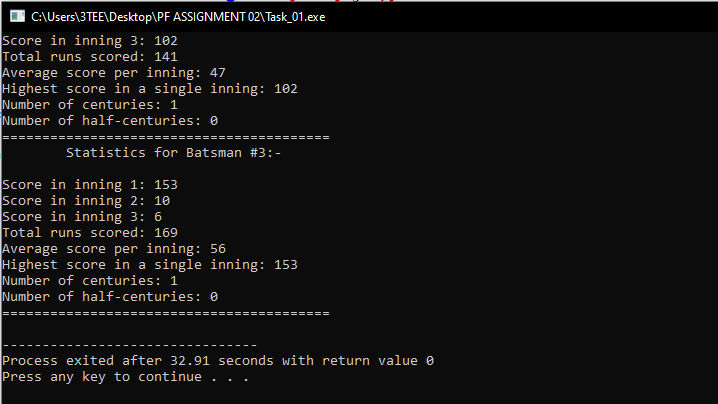 C:\Users\3TEE\Desktop\PF ASSIGNMENT 02\Task_01.exe
Score in inning 3: 102
Total runs scored: 141
Average score per inning: 47
Highest score in a single inning: 102
Number of centuries: 1
Number of half-centuries: 0
=========================================
        Statistics for Batsman #3:-

Score in inning 1: 153
Score in inning 2: 10
Score in inning 3: 6
Total runs scored: 169
Average score per inning: 56
Highest score in a single inning: 153
Number of centuries: 1
Number of half-centuries: 0
=========================================

--------------------------------
Process exited after 32.91 seconds with return value 0
Press any key to continue . . .